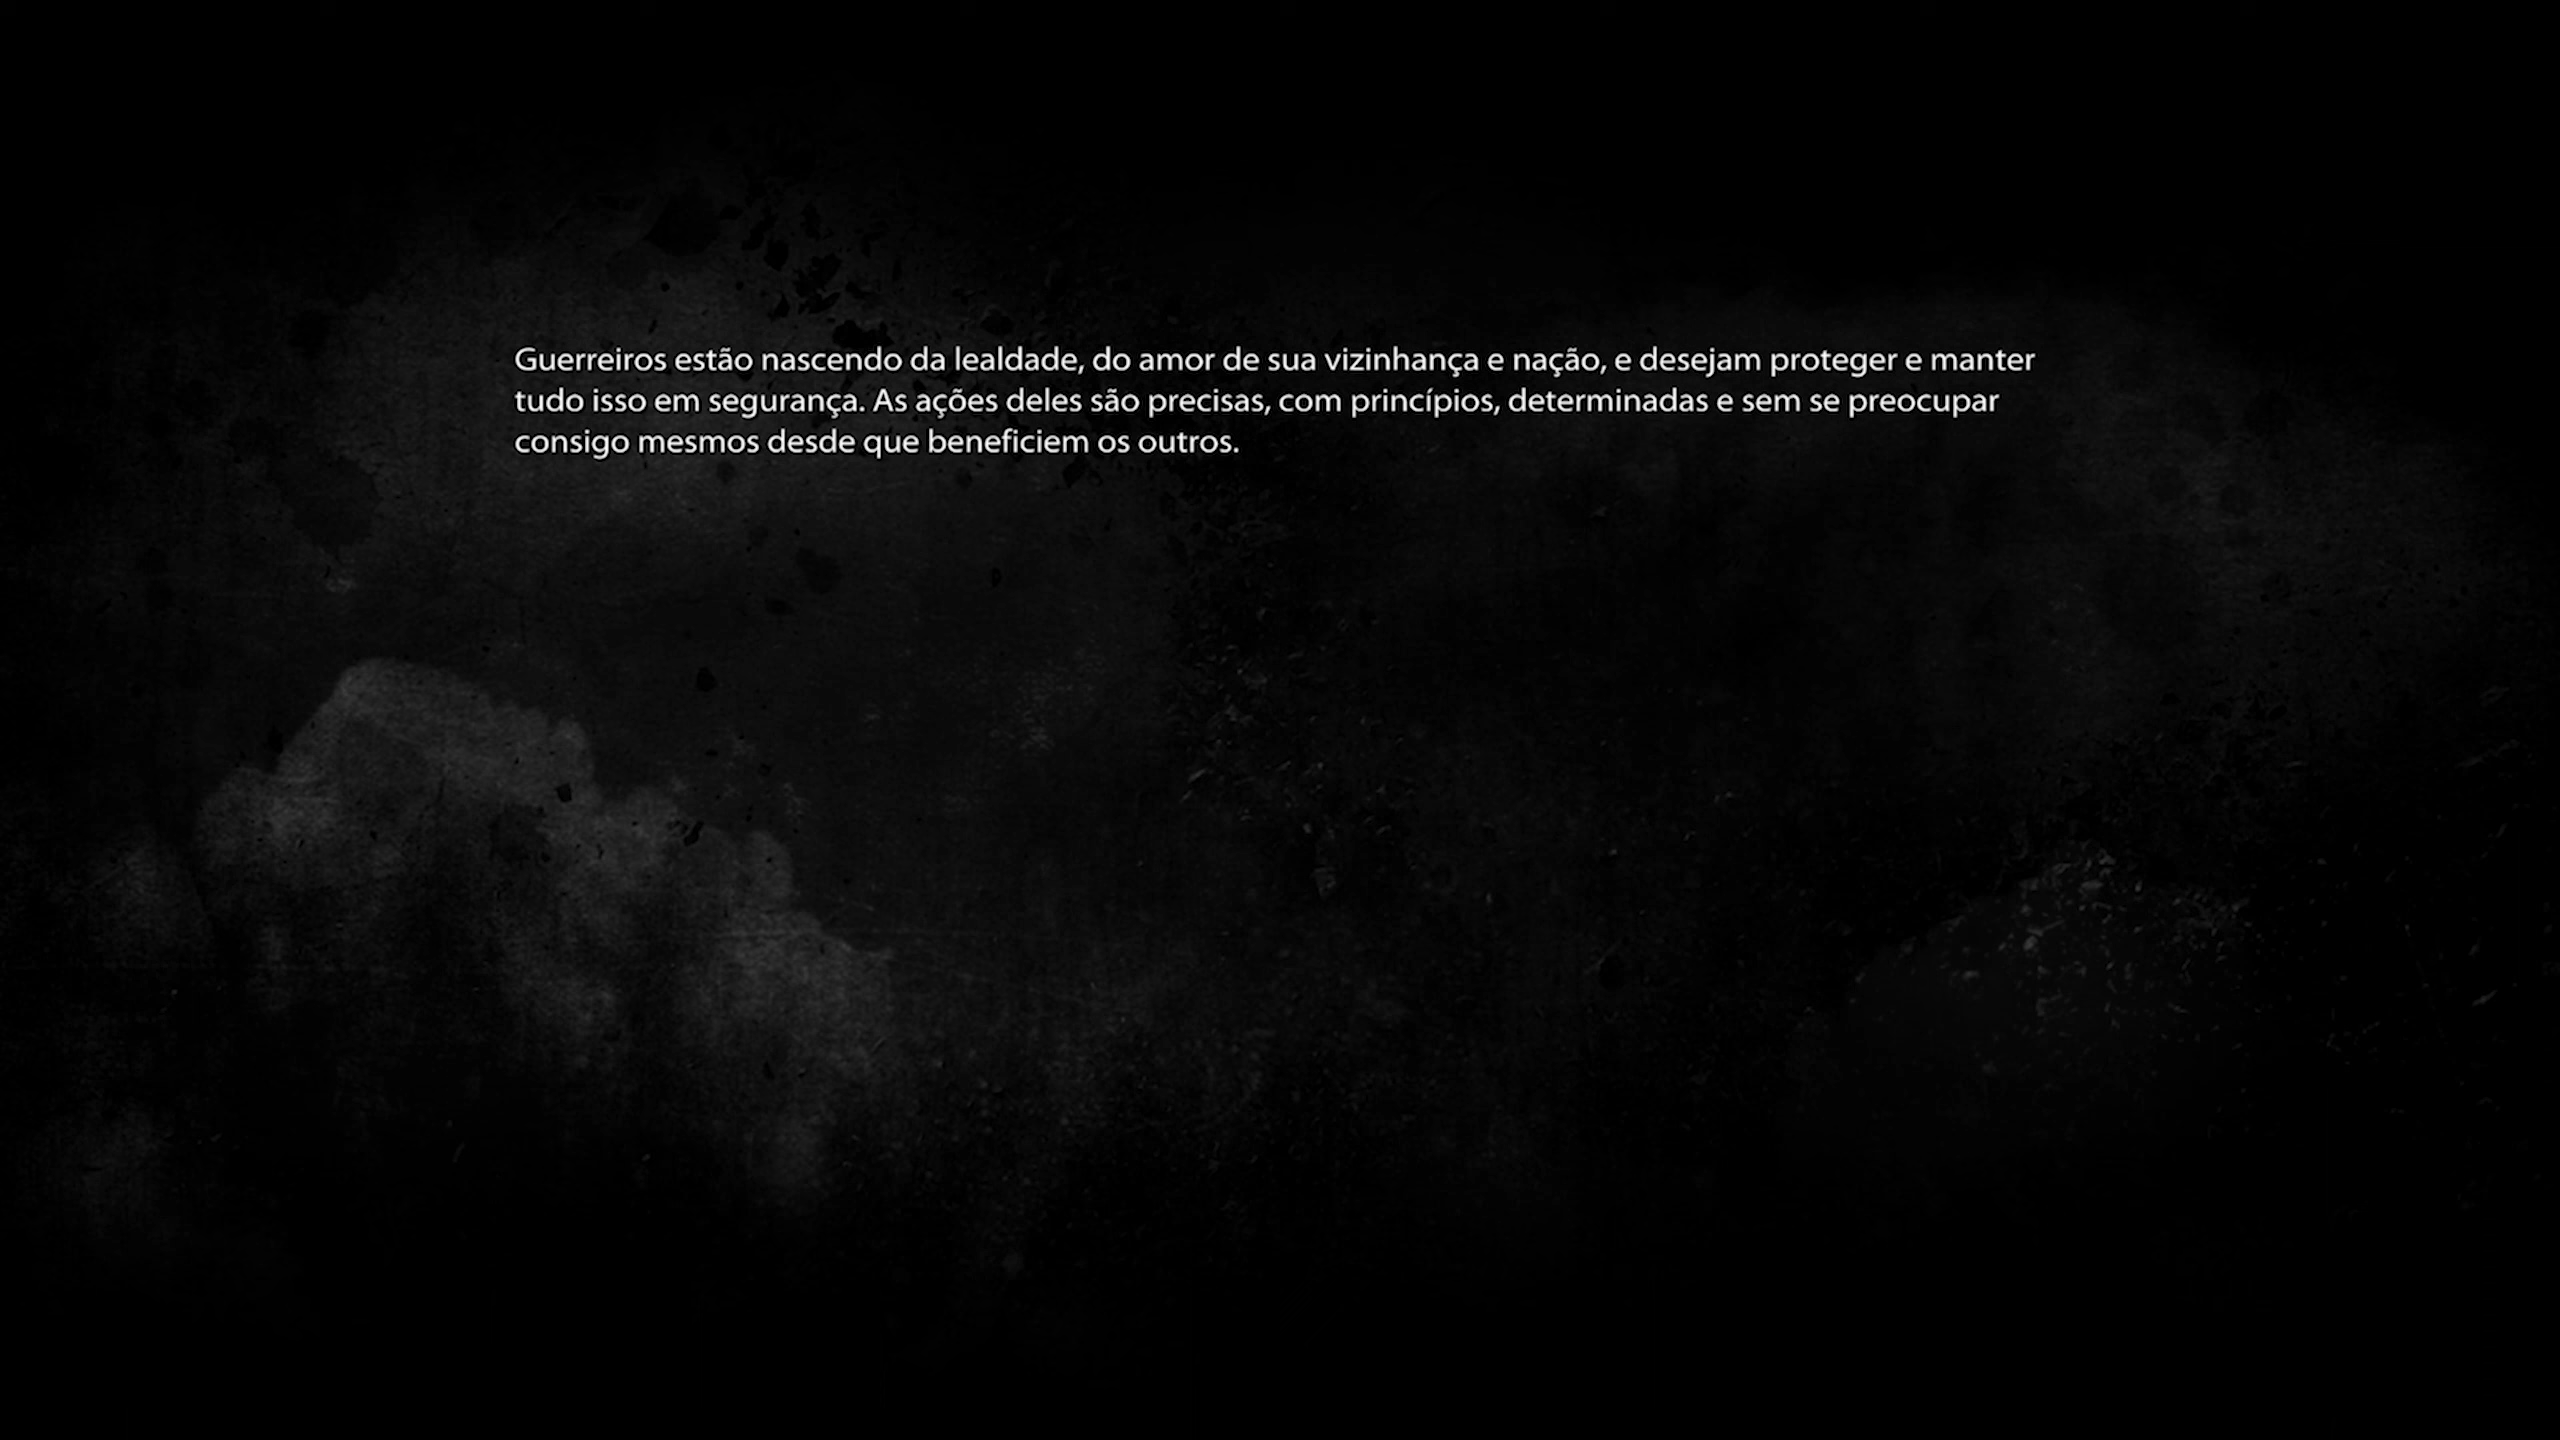 Guerreiros estão nascendo da lealdade, do amor de sua vizinhança e nação, e desejam proteger e manter
tudo isso em segurança. As ações deles são precisas, com princípios, determinadas e sem se preocupar
consigo mesmos desde que beneficiem os outros.